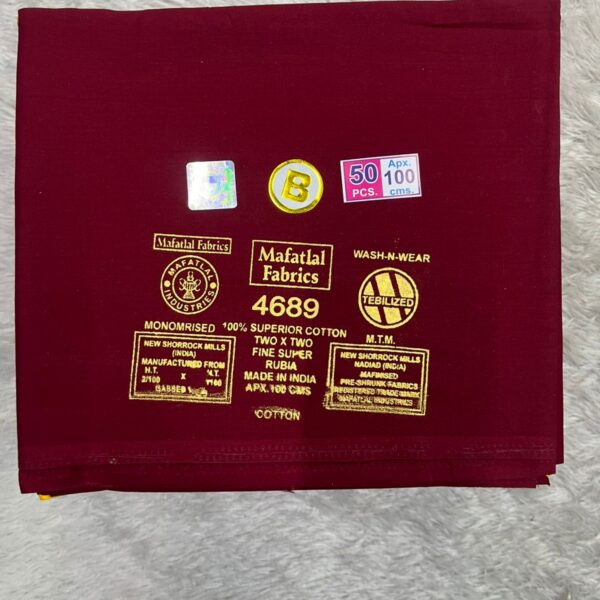 B
50
PCS.
Apx.
100
cms.
Mafatlal Fabrics
MAFATLAL
INDUSTRIES
MONOMRISED
Mafatlal
Fabrics
4689
100% SUPERIOR COTTON
TWO X TWO
FINE SUPER
RUBIA
MADE IN INDIA
APX.100 CMS
COTTON
WASH-N-WEAR
TEBILIZED
M.T.M.
NEW SHORROCK MILLS
(INDIA)
MANUFACTURED FROM
H.T. N.T.
2/100 X
NEW SHORROCK MILLS
NADIAD (INDIA)
MAFINISED
PRE-SHRUNK FABRICS
REGISTERED TRADE MARK
MAFATLAL INDUSTRIES